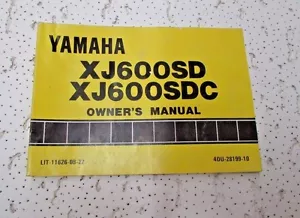 YAMAHA
XJ600SD
XJ600SDC
OWNER'S MANUAL
LIT-11626-08-27
4DU-28199-10